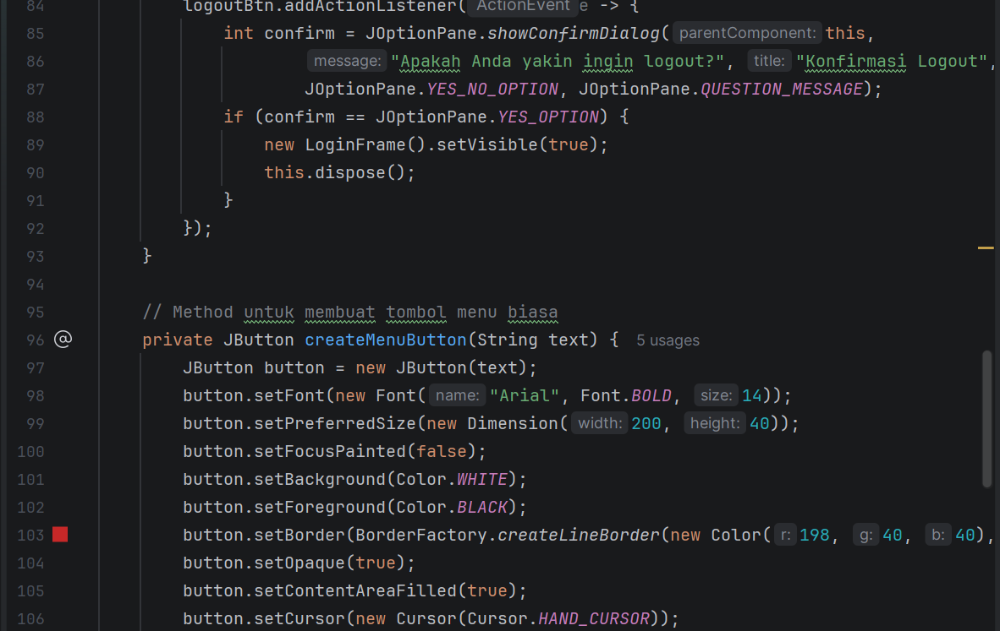 84 logoutBtn.addActionListener( ActionEvent e -> {
85 int confirm = JOptionPane.showConfirmDialog( parentComponent: this,
86 message: "Apakah Anda yakin ingin logout?", title: "Konfirmasi Logout",
87 JOptionPane.YES_NO_OPTION, JOptionPane.QUESTION_MESSAGE);
88 if (confirm == JOptionPane.YES_OPTION) {
89 new LoginFrame().setVisible(true);
90 this.dispose();
91 }
92 });
93 }
94
95 // Method untuk membuat tombol menu biasa
96 @ private JButton createMenuButton(String text) { 5 usages
97 JButton button = new JButton(text);
98 button.setFont(new Font( name: "Arial", Font.BOLD, size: 14));
99 button.setPreferredSize(new Dimension( width: 200, height: 40));
100 button.setFocusPainted(false);
101 button.setBackground(Color.WHITE);
102 button.setForeground(Color.BLACK);
103 button.setBorder(BorderFactory.createLineBorder(new Color( r: 198, g: 40, b: 40),
104 button.setOpaque(true);
105 button.setContentAreaFilled(true);
106 button.setCursor(new Cursor(Cursor.HAND_CURSOR));